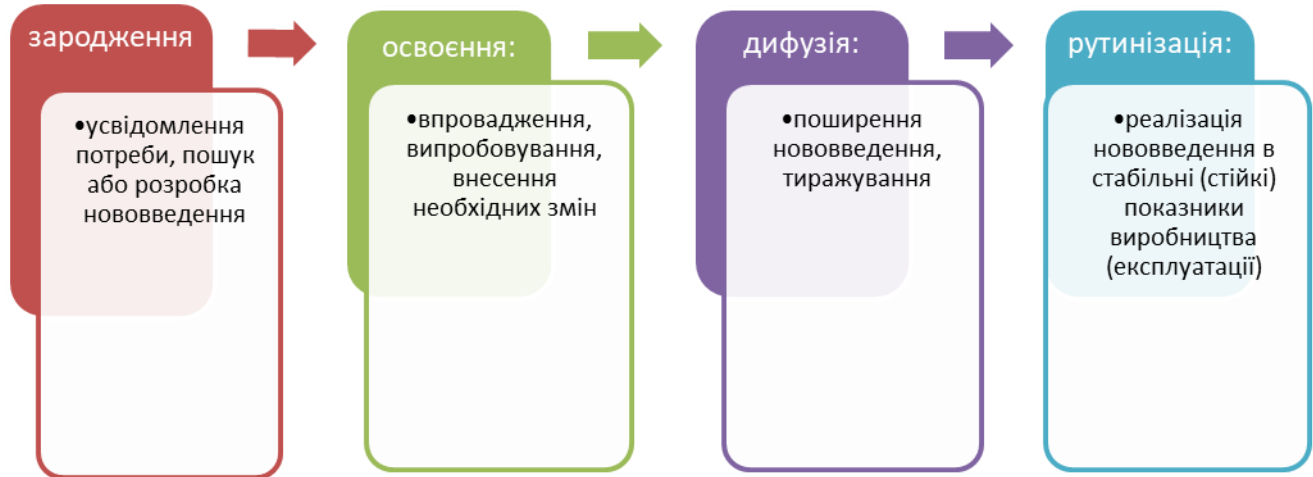 зародження
•усвідомлення
потреби, пошук
або розробка
нововведення
освоєння:
•впровадження,
випробовування,
внесення
необхідних змін
дифузія:
•поширення
нововведення,
тиражування
рутинізація:
•реалізація
нововведення в
стабільні (стійкі)
показники
виробництва
(експлуатації)